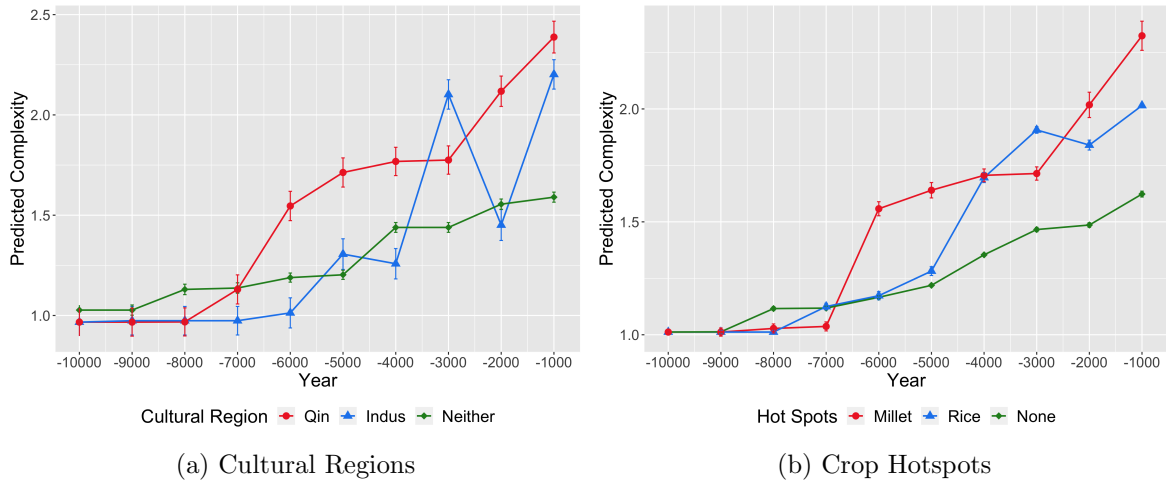 2.5
2.0
1.5
1.0
Predicted Complexity
-10000 -9000 -8000 -7000 -6000 -5000 -4000 -3000 -2000 -1000
Year
Cultural Region Qin Indus Neither
(a) Cultural Regions
2.0
1.5
1.0
Predicted Complexity
-10000 -9000 -8000 -7000 -6000 -5000 -4000 -3000 -2000 -1000
Year
Hot Spots Millet Rice None
(b) Crop Hotspots